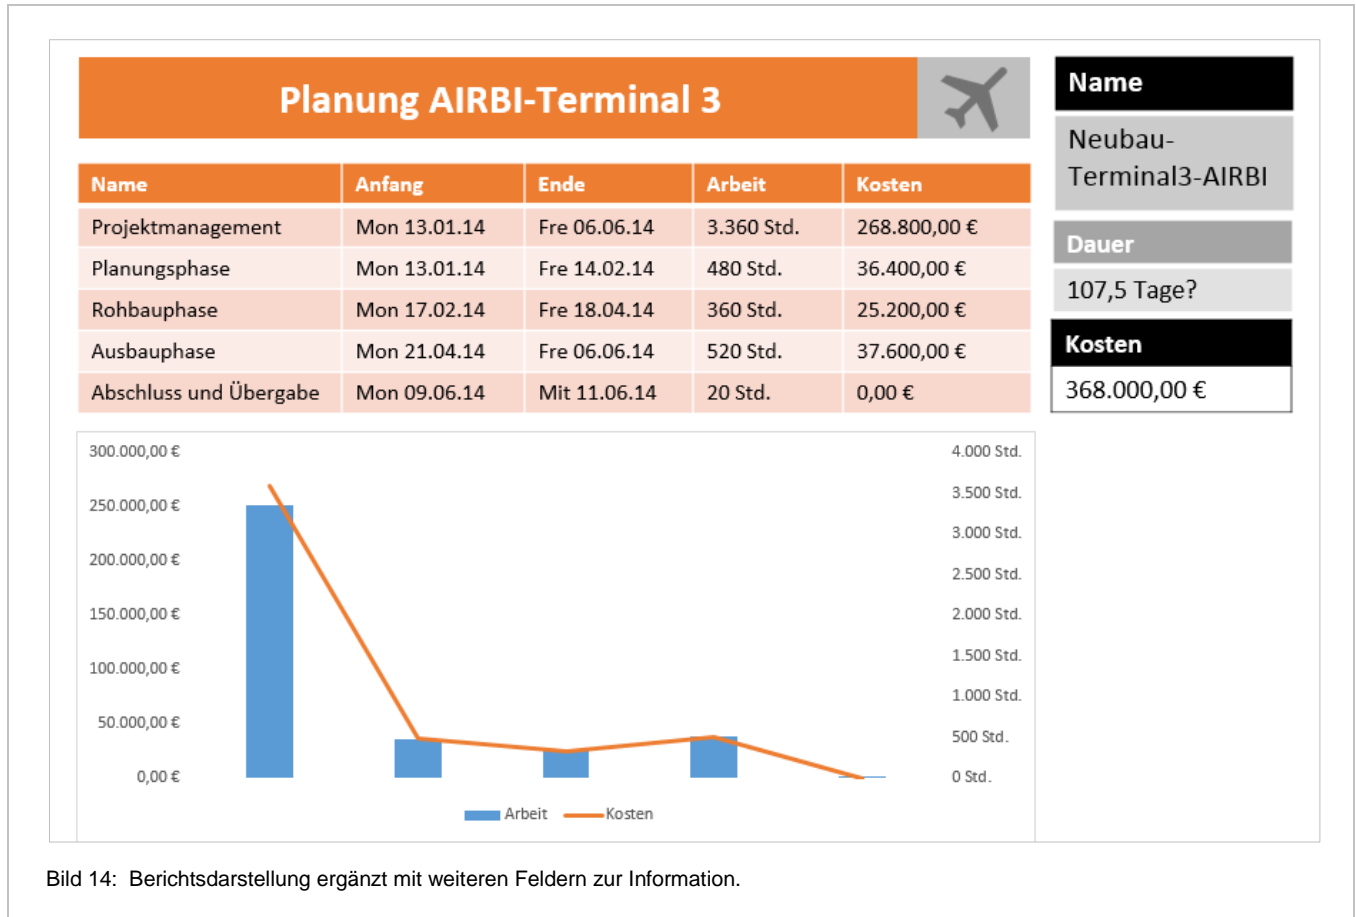 Planung AIRBI-Terminal 3
Name Anfang Ende Arbeit Kosten
Projektmanagement Mon 13.01.14 Fre 06.06.14 3.360 Std. 268.800,00 €
Planungsphase Mon 13.01.14 Fre 14.02.14 480 Std. 36.400,00 €
Rohbauphase Mon 17.02.14 Fre 18.04.14 360 Std. 25.200,00 €
Ausbauphase Mon 21.04.14 Fre 06.06.14 520 Std. 37.600,00 €
Abschluss und Übergabe Mon 09.06.14 Mit 11.06.14 20 Std. 0,00 €
Name
Neubau-
Terminal3-AIRBI
Dauer
107,5 Tage?
Kosten
368.000,00 €
300.000,00 €
250.000,00 €
200.000,00 €
150.000,00 €
100.000,00 €
50.000,00 €
0,00 €
4.000 Std.
3.500 Std.
3.000 Std.
2.500 Std.
2.000 Std.
1.500 Std.
1.000 Std.
500 Std.
0 Std.
Arbeit Kosten
Bild 14: Berichtsdarstellung ergänzt mit weiteren Feldern zur Information.